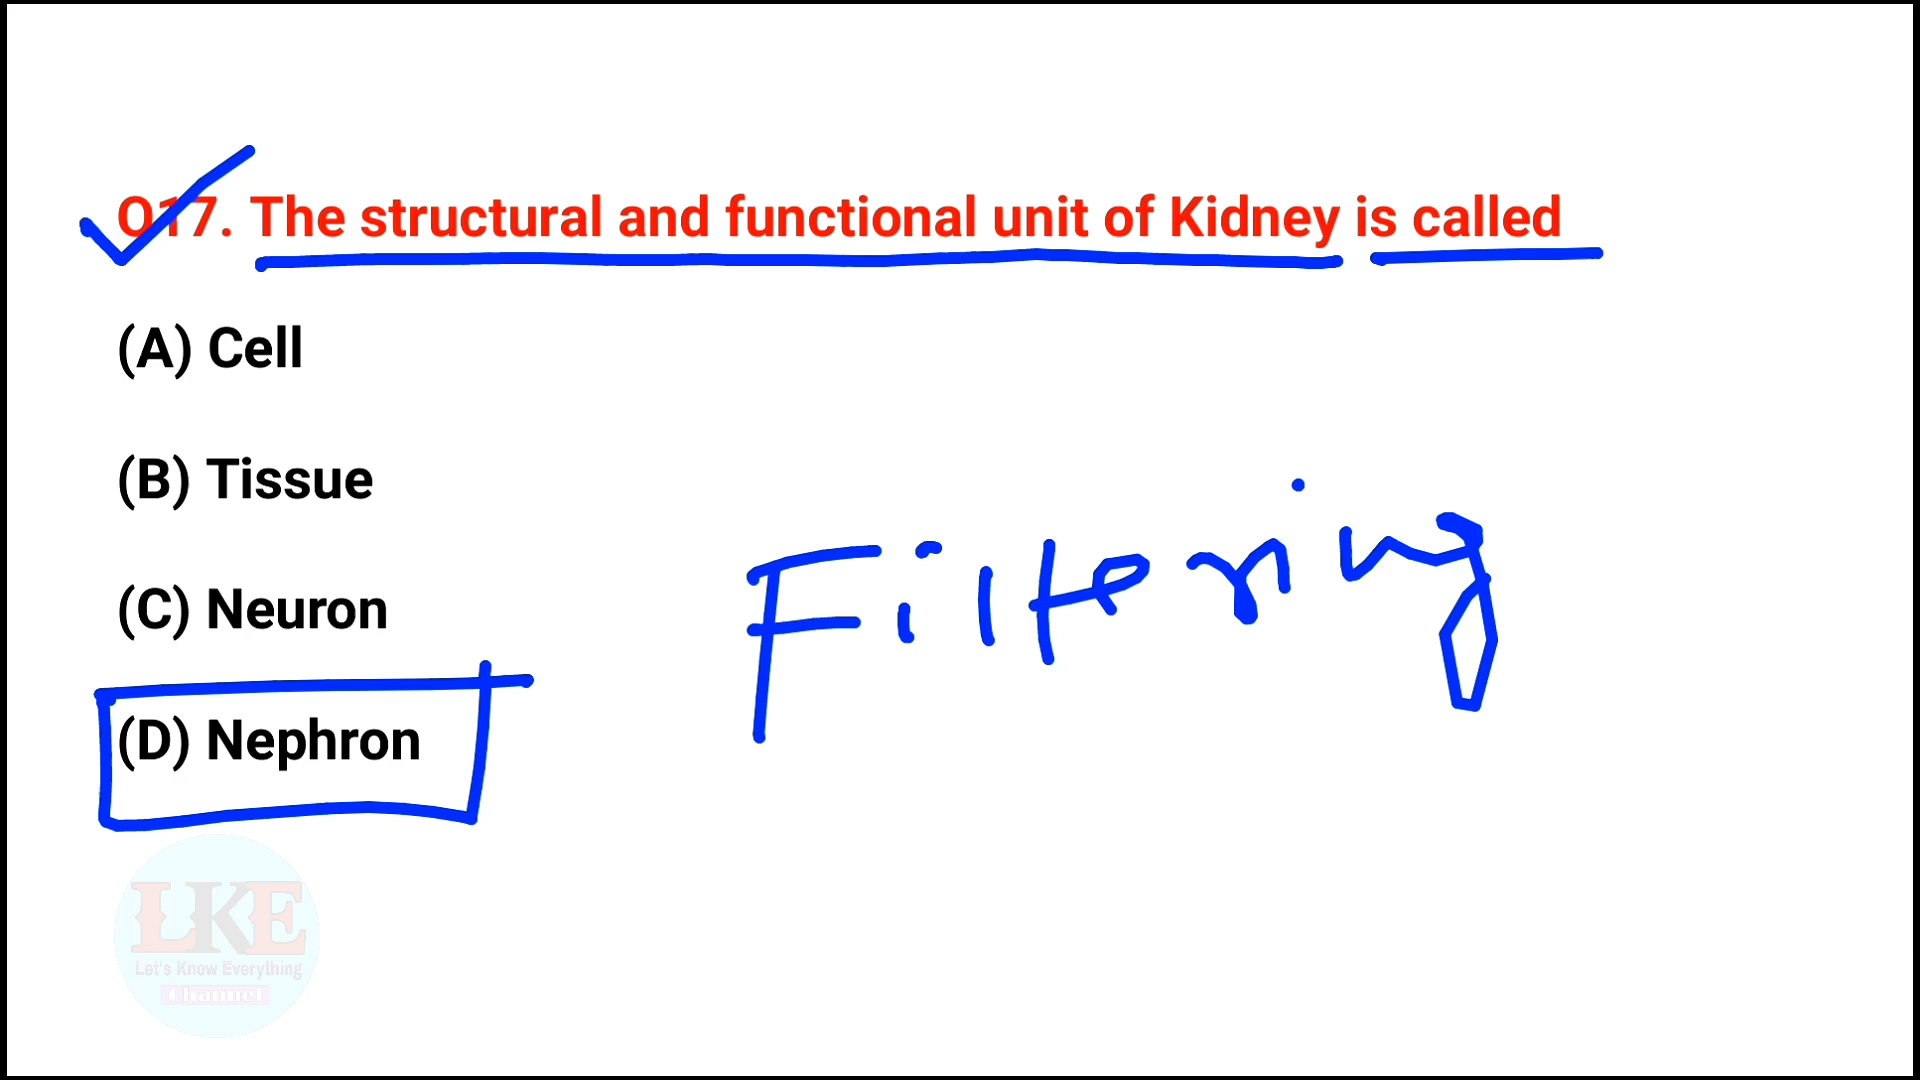 Q17. The structural and functional unit of Kidney is called
(A) Cell
(B) Tissue
(C) Neuron
Filtering
(D) Nephron
LKE
Let's Know Everything
Channel